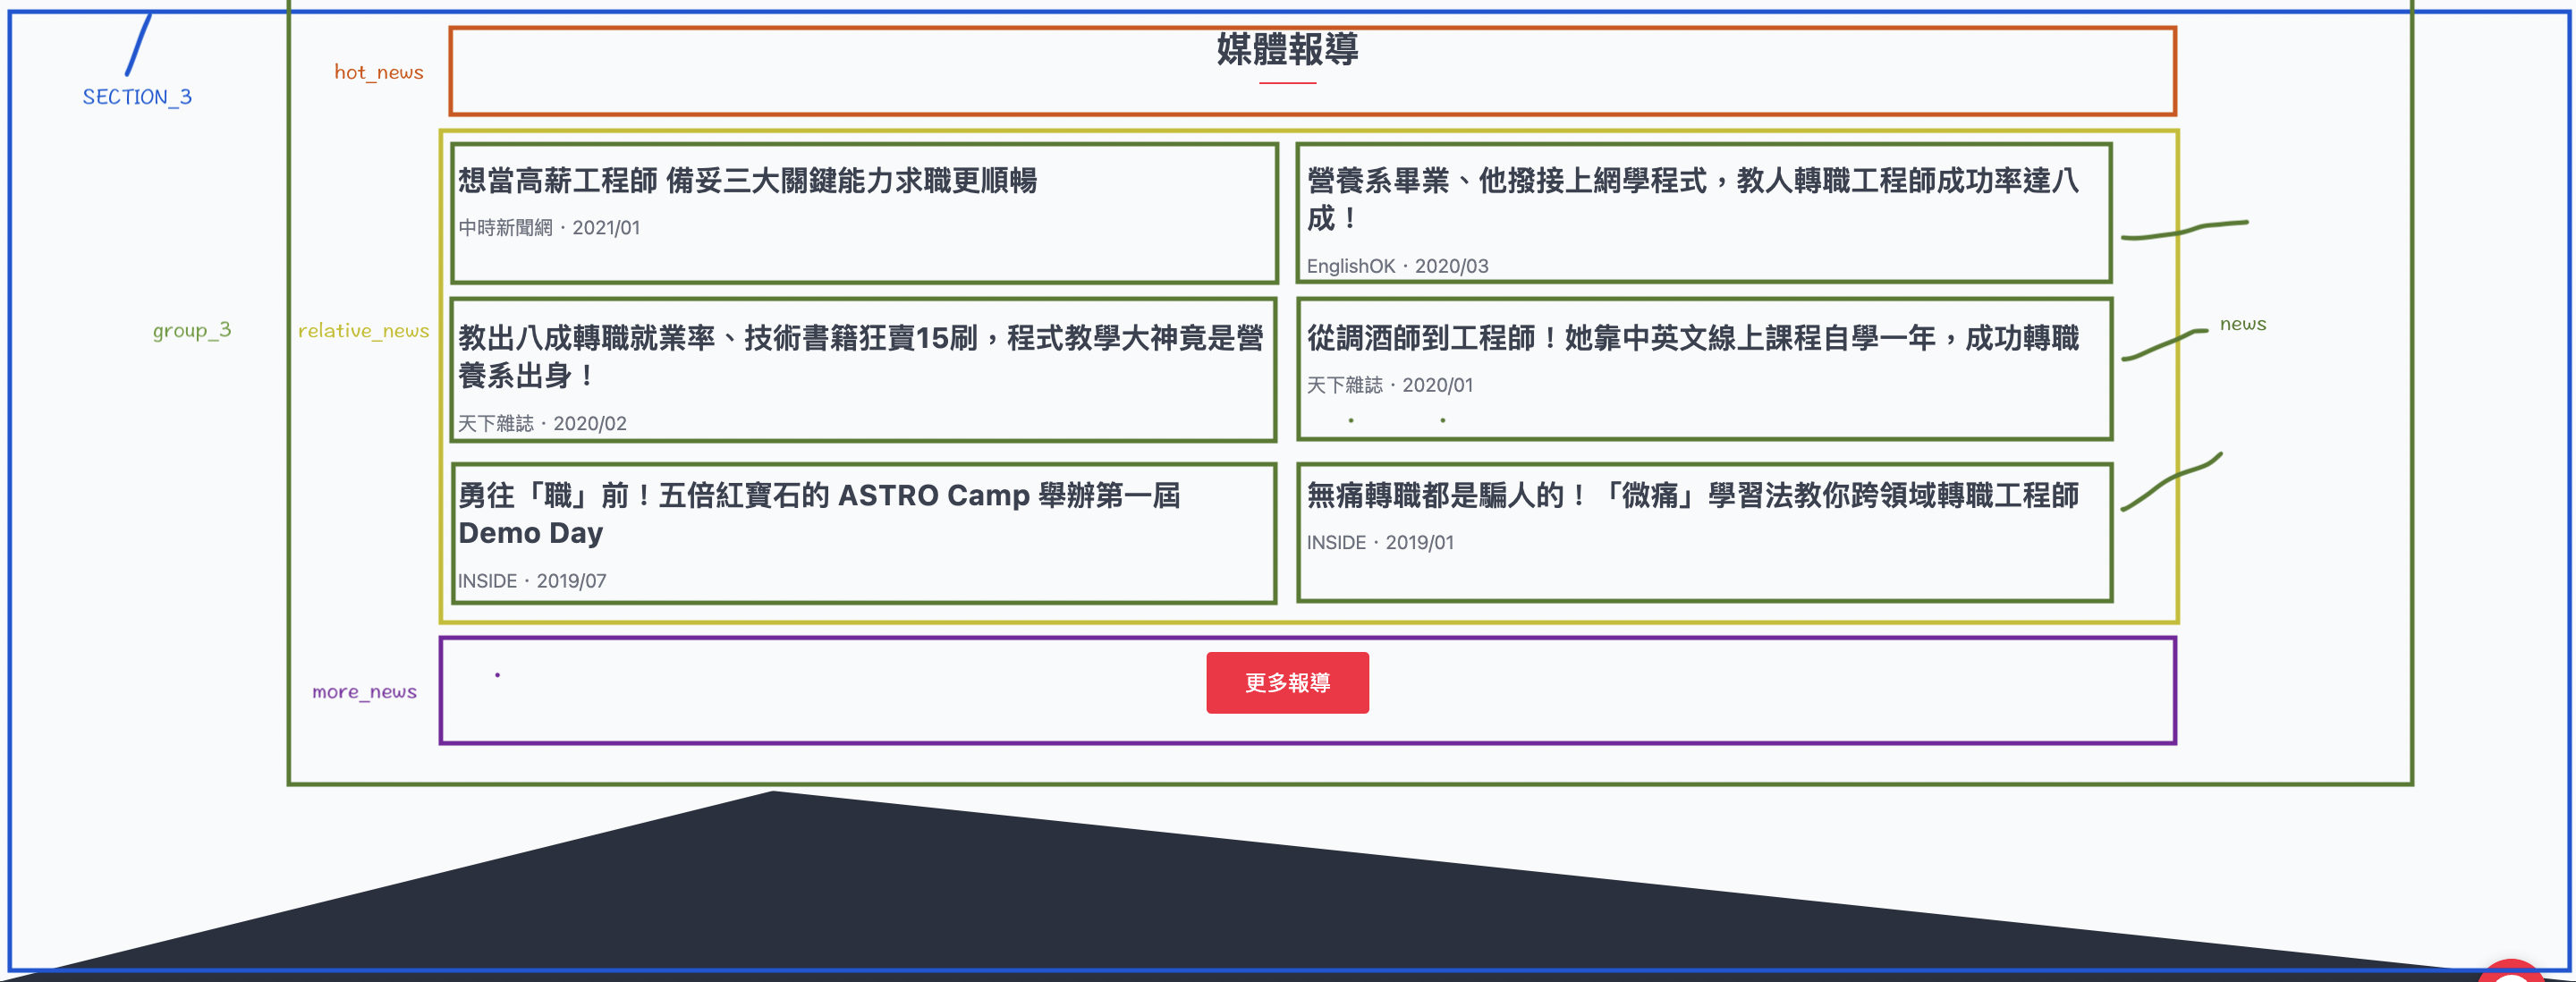 媒體報導
hot_news
SECTION_3
想當高薪工程師 備妥三大關鍵能力求職更順暢
中時新聞網・2021/01
營養系畢業、他撥接上網學程式，教人轉職工程師成功率達八
成！
EnglishOK・2020/03
group_3
relative_news
news
教出八成轉職就業率、技術書籍狂賣15刷，程式教學大神竟是營
養系出身！
天下雜誌・2020/02
從調酒師到工程師！她靠中英文線上課程自學一年，成功轉職
天下雜誌・2020/01
勇往「職」前！五倍紅寶石的 ASTRO Camp 舉辦第一屆
Demo Day
INSIDE・2019/07
無痛轉職都是騙人的！「微痛」學習法教你跨領域轉職工程師
INSIDE・2019/01
more_news
更多報導